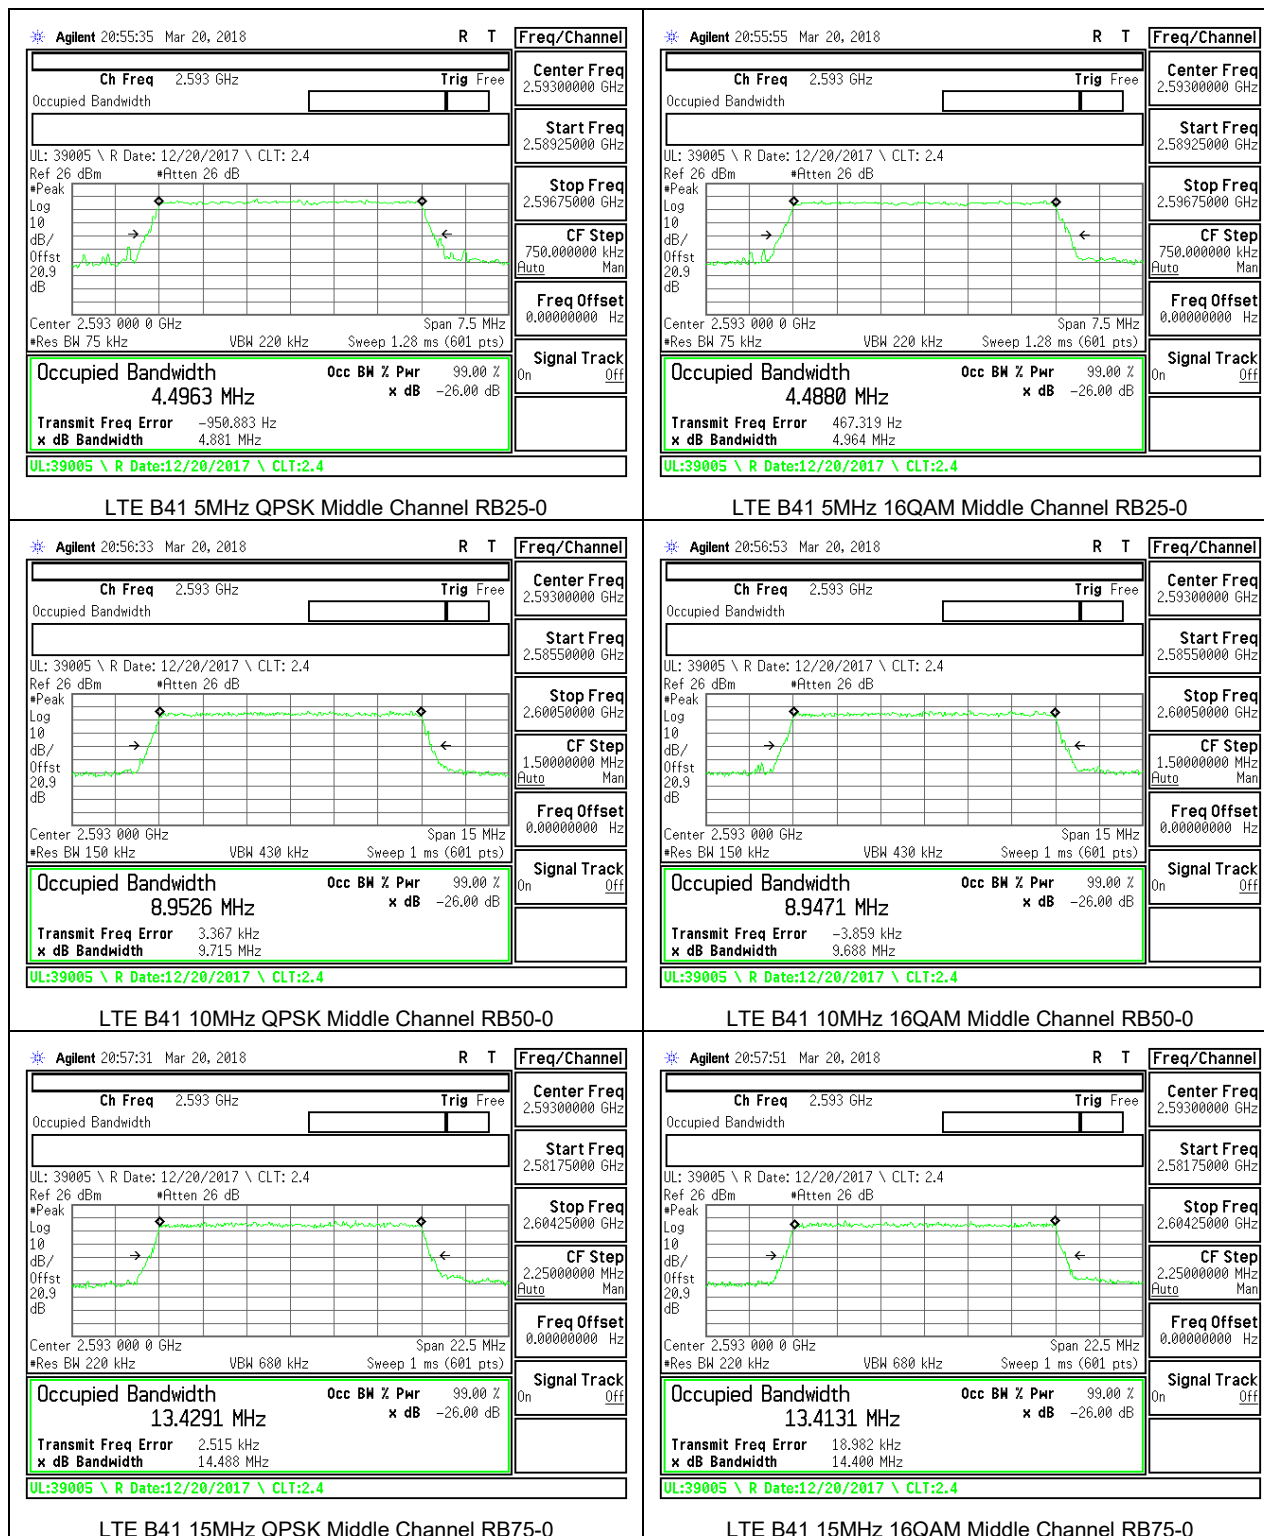 Agilent 20:55:35 Mar 20, 2018 R T Freq/Channel
Ch Freq 2.593 GHz Trig Free
Occupied Bandwidth
Center Freq
2.59300000 GHz
Start Freq
2.58925000 GHz
UL: 39005 \ R Date: 12/20/2017 \ CLT: 2.4
Ref 26 dBm #Atten 26 dB
#Peak
Log
10
dB/
Offst
20.9
dB
Stop Freq
2.59675000 GHz
CF Step
750.000000 kHz
Auto Man
Freq Offset
0.00000000 Hz
Center 2.593 000 0 GHz Span 7.5 MHz
#Res BW 75 kHz VBW 220 kHz Sweep 1.28 ms (601 pts)
Signal Track
On Off
Occupied Bandwidth Occ BW % Pwr 99.00 %
4.4963 MHz x dB -26.00 dB
Transmit Freq Error -950.883 Hz
x dB Bandwidth 4.881 MHz
UL:39005 \ R Date:12/20/2017 \ CLT:2.4
LTE B41 5MHz QPSK Middle Channel RB25-0
Agilent 20:55:55 Mar 20, 2018 R T Freq/Channel
Ch Freq 2.593 GHz Trig Free
Occupied Bandwidth
Center Freq
2.59300000 GHz
Start Freq
2.58925000 GHz
UL: 39005 \ R Date: 12/20/2017 \ CLT: 2.4
Ref 26 dBm #Atten 26 dB
#Peak
Log
10
dB/
Offst
20.9
dB
Stop Freq
2.59675000 GHz
CF Step
750.000000 kHz
Auto Man
Freq Offset
0.00000000 Hz
Center 2.593 000 0 GHz Span 7.5 MHz
#Res BW 75 kHz VBW 220 kHz Sweep 1.28 ms (601 pts)
Signal Track
On Off
Occupied Bandwidth Occ BW % Pwr 99.00 %
4.4880 MHz x dB -26.00 dB
Transmit Freq Error 467.319 Hz
x dB Bandwidth 4.964 MHz
UL:39005 \ R Date:12/20/2017 \ CLT:2.4
LTE B41 5MHz 16QAM Middle Channel RB25-0
Agilent 20:56:33 Mar 20, 2018 R T Freq/Channel
Ch Freq 2.593 GHz Trig Free
Occupied Bandwidth
Center Freq
2.59300000 GHz
Start Freq
2.58550000 GHz
UL: 39005 \ R Date: 12/20/2017 \ CLT: 2.4
Ref 26 dBm #Atten 26 dB
#Peak
Log
10
dB/
Offst
20.9
dB
Stop Freq
2.60050000 GHz
CF Step
1.50000000 MHz
Auto Man
Freq Offset
0.00000000 Hz
Center 2.593 000 GHz Span 15 MHz
#Res BW 150 kHz VBW 430 kHz Sweep 1 ms (601 pts)
Signal Track
On Off
Occupied Bandwidth Occ BW % Pwr 99.00 %
8.9526 MHz x dB -26.00 dB
Transmit Freq Error 3.367 kHz
x dB Bandwidth 9.715 MHz
UL:39005 \ R Date:12/20/2017 \ CLT:2.4
LTE B41 10MHz QPSK Middle Channel RB50-0
Agilent 20:56:53 Mar 20, 2018 R T Freq/Channel
Ch Freq 2.593 GHz Trig Free
Occupied Bandwidth
Center Freq
2.59300000 GHz
Start Freq
2.58550000 GHz
UL: 39005 \ R Date: 12/20/2017 \ CLT: 2.4
Ref 26 dBm #Atten 26 dB
#Peak
Log
10
dB/
Offst
20.9
dB
Stop Freq
2.60050000 GHz
CF Step
1.50000000 MHz
Auto Man
Freq Offset
0.00000000 Hz
Center 2.593 000 GHz Span 15 MHz
#Res BW 150 kHz VBW 430 kHz Sweep 1 ms (601 pts)
Signal Track
On Off
Occupied Bandwidth Occ BW % Pwr 99.00 %
8.9471 MHz x dB -26.00 dB
Transmit Freq Error -3.859 kHz
x dB Bandwidth 9.688 MHz
UL:39005 \ R Date:12/20/2017 \ CLT:2.4
LTE B41 10MHz 16QAM Middle Channel RB50-0
Agilent 20:57:31 Mar 20, 2018 R T Freq/Channel
Ch Freq 2.593 GHz Trig Free
Occupied Bandwidth
Center Freq
2.59300000 GHz
Start Freq
2.58175000 GHz
UL: 39005 \ R Date: 12/20/2017 \ CLT: 2.4
Ref 26 dBm #Atten 26 dB
#Peak
Log
10
dB/
Offst
20.9
dB
Stop Freq
2.60425000 GHz
CF Step
2.25000000 MHz
Auto Man
Freq Offset
0.00000000 Hz
Center 2.593 000 0 GHz Span 22.5 MHz
#Res BW 220 kHz VBW 680 kHz Sweep 1 ms (601 pts)
Signal Track
On Off
Occupied Bandwidth Occ BW % Pwr 99.00 %
13.4291 MHz x dB -26.00 dB
Transmit Freq Error 2.515 kHz
x dB Bandwidth 14.488 MHz
UL:39005 \ R Date:12/20/2017 \ CLT:2.4
LTE B41 15MHz QPSK Middle Channel RB75-0
Agilent 20:57:51 Mar 20, 2018 R T Freq/Channel
Ch Freq 2.593 GHz Trig Free
Occupied Bandwidth
Center Freq
2.59300000 GHz
Start Freq
2.58175000 GHz
UL: 39005 \ R Date: 12/20/2017 \ CLT: 2.4
Ref 26 dBm #Atten 26 dB
#Peak
Log
10
dB/
Offst
20.9
dB
Stop Freq
2.60425000 GHz
CF Step
2.25000000 MHz
Auto Man
Freq Offset
0.00000000 Hz
Center 2.593 000 0 GHz Span 22.5 MHz
#Res BW 220 kHz VBW 680 kHz Sweep 1 ms (601 pts)
Signal Track
On Off
Occupied Bandwidth Occ BW % Pwr 99.00 %
13.4131 MHz x dB -26.00 dB
Transmit Freq Error 18.982 kHz
x dB Bandwidth 14.400 MHz
UL:39005 \ R Date:12/20/2017 \ CLT:2.4
LTE B41 15MHz 16QAM Middle Channel RB75-0